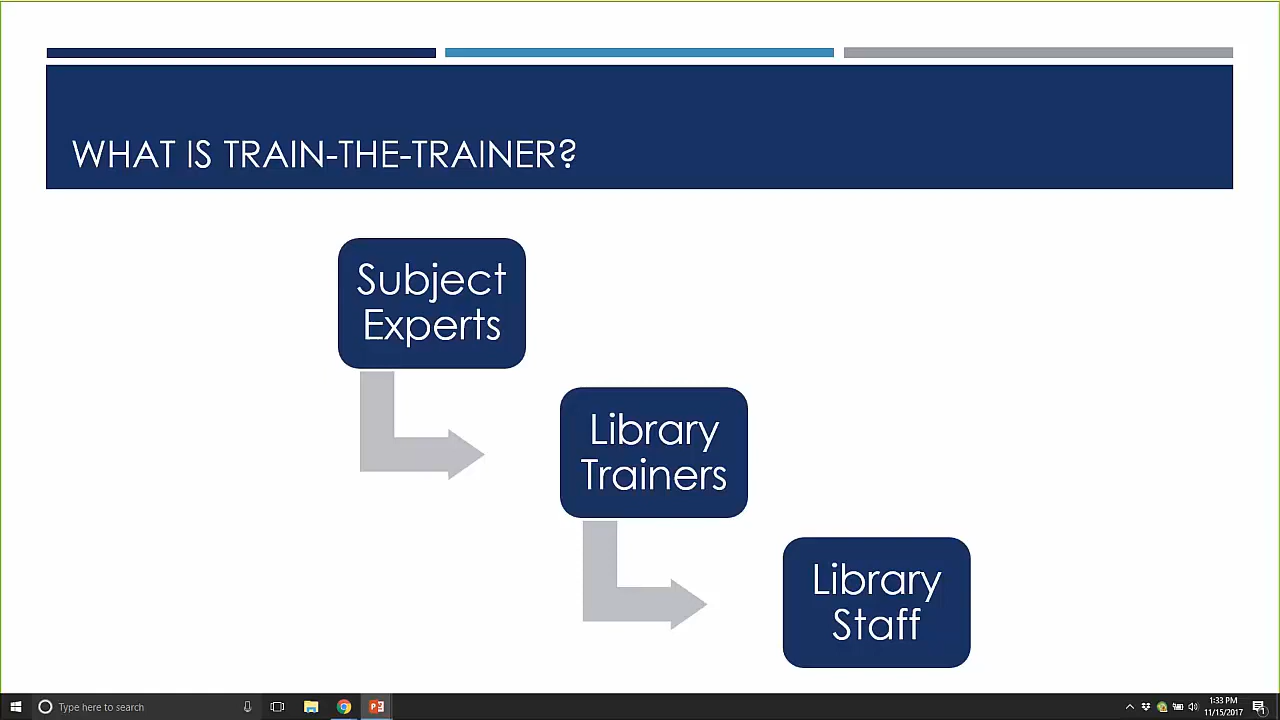 WHAT IS TRAIN-THE-TRAINER?
Subject
Experts
Library
Trainers
Library
Staff
Type here to search
1:33 PM
11/15/2017